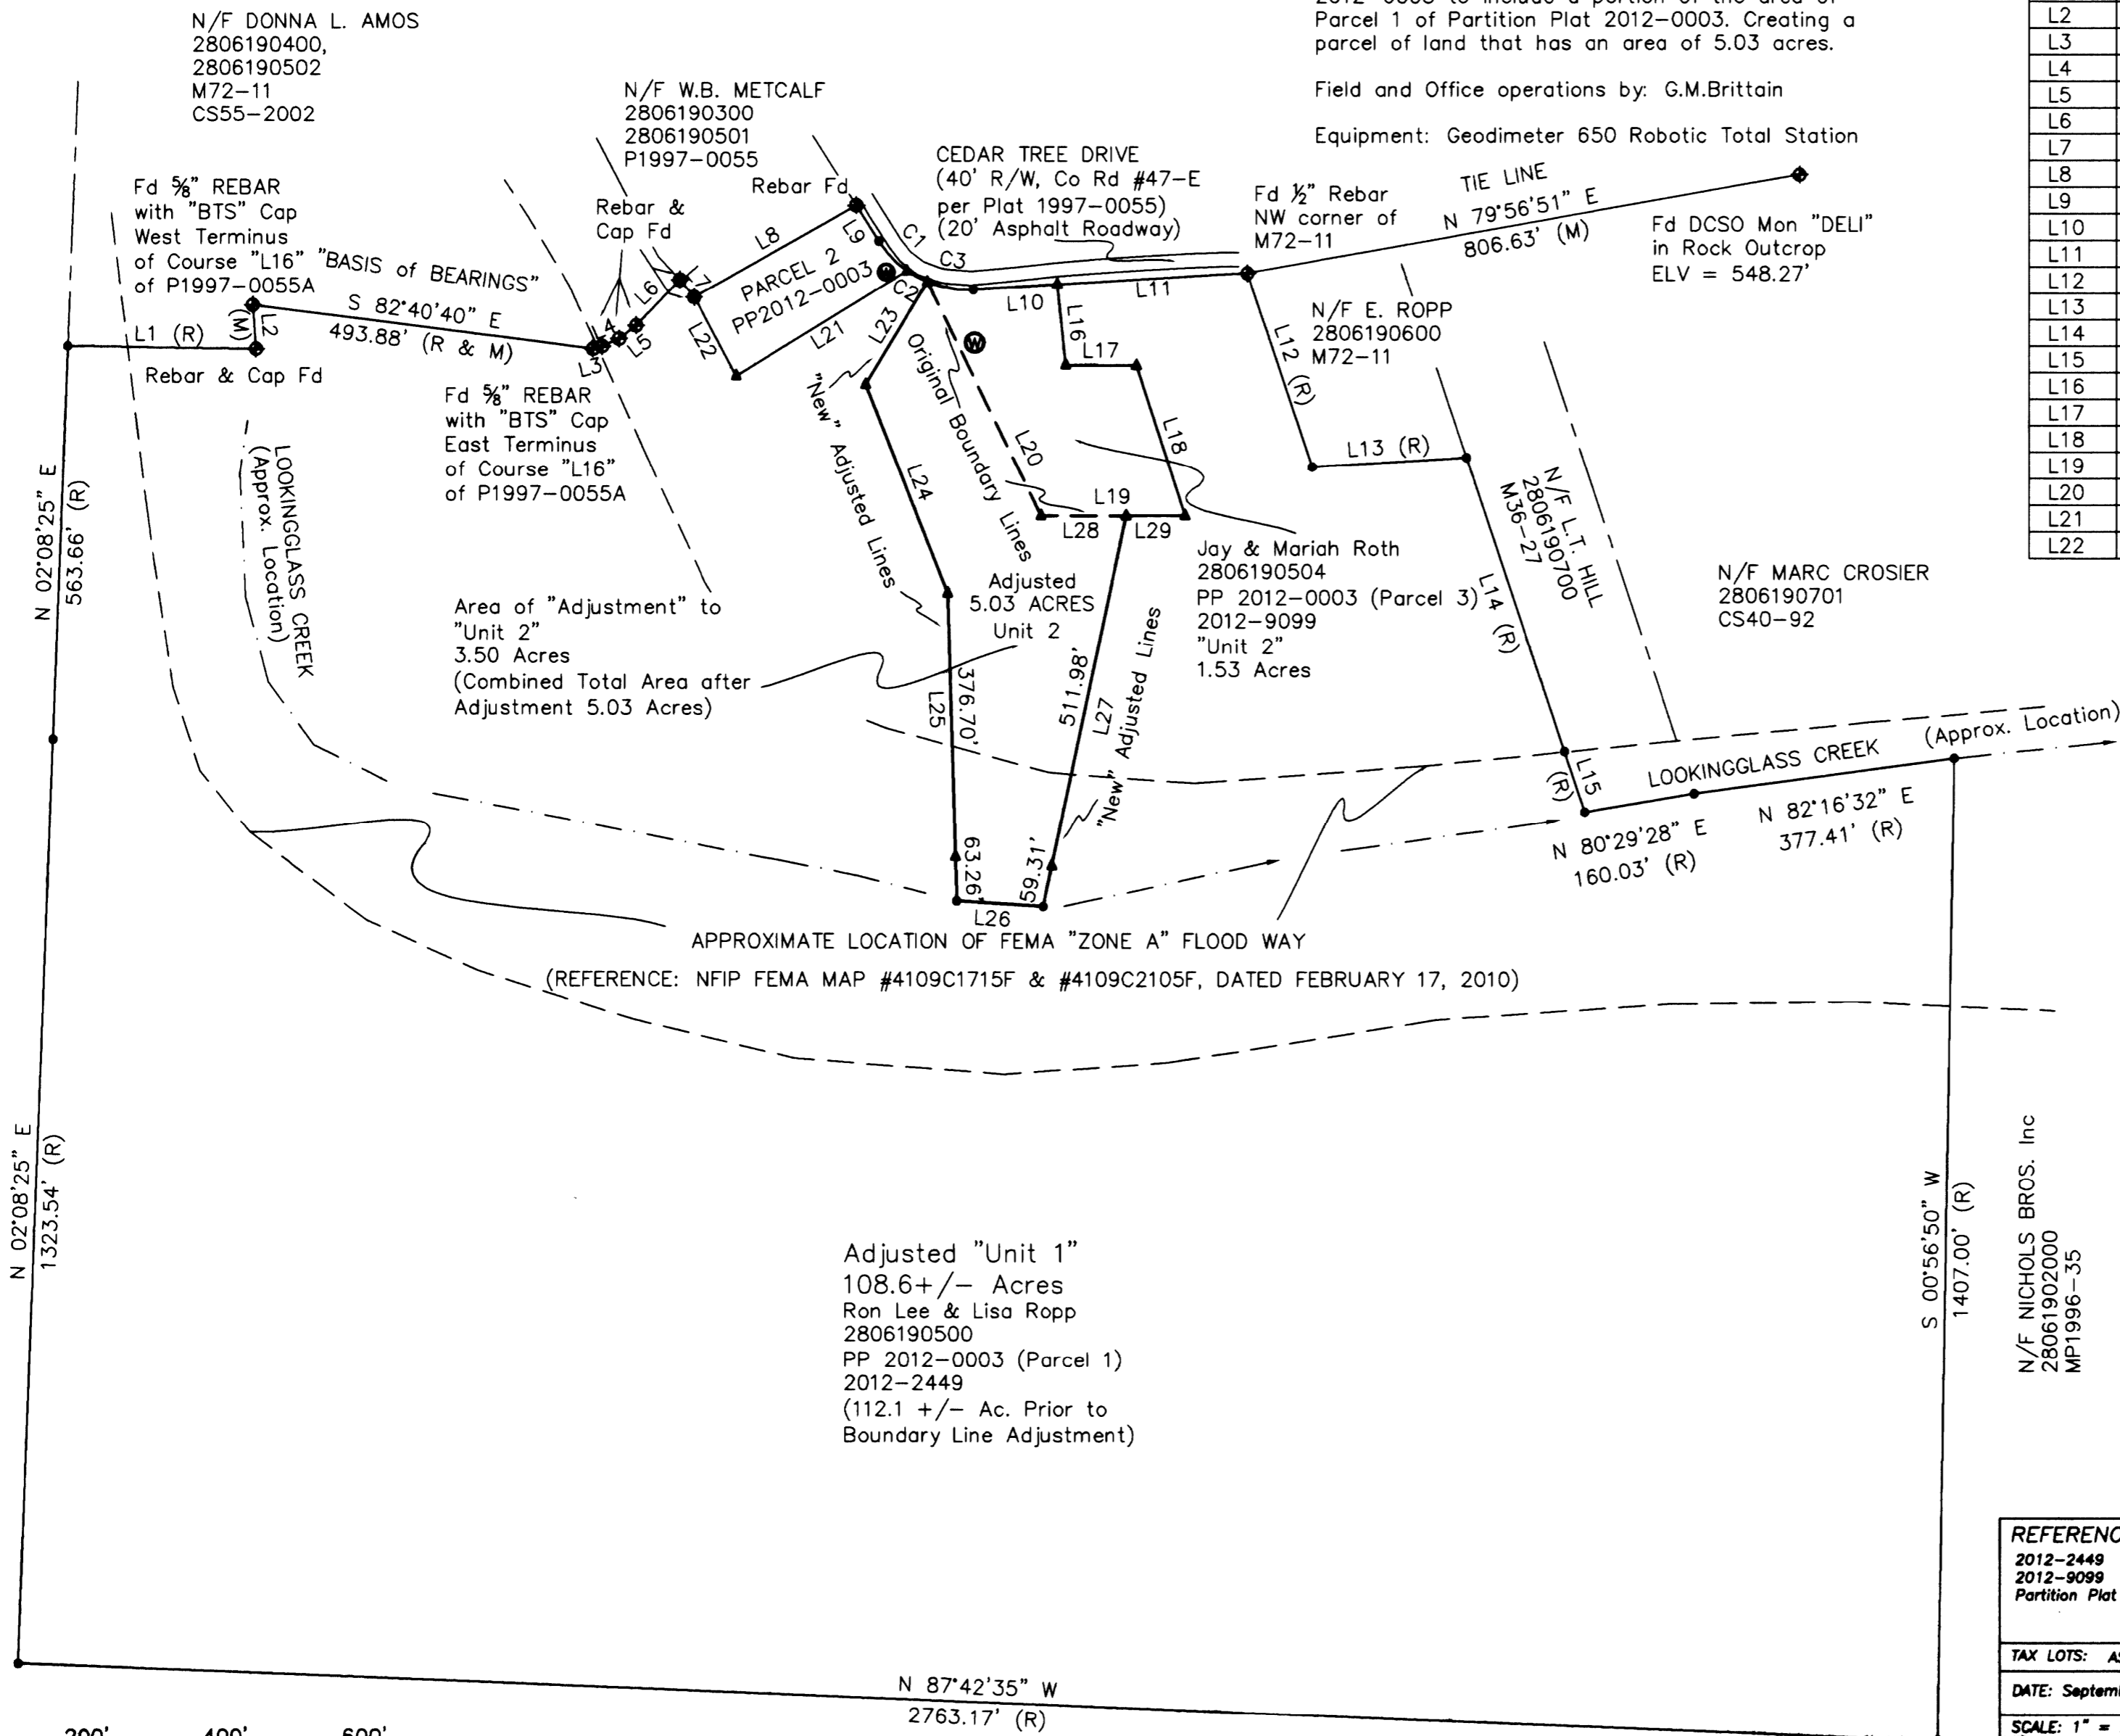 N/F DONNA L. AMOS
2806190400,
2806190502
M72-11
CS55-2002
N/F W.B. METCALF
2806190300
2806190501
P1997-0055
Parcel 1 of Partition Plat 2012-0003. Creating a
parcel of land that has an area of 5.03 acres.
Field and Office operations by: G.M.Brittain
Equipment: Geodimeter 650 Robotic Total Station
L2
L3
L4
L5
L6
L7
L8
L9
L10
L11
L12
L13
L14
L15
L16
L17
L18
L19
L20
L21
L22
Fd ⅝" REBAR
with "BTS" Cap
West Terminus
of Course "L16"
of P1997-0055A
"BASIS of BEARINGS"
S 82°40'40" E
493.88' (R & M)
L1 (R)
L2
(M)
Rebar & Cap Fd
Rebar &
Cap Fd
Rebar Fd
CEDAR TREE DRIVE
(40' R/W, Co Rd #47-E
per Plat 1997-0055)
(20' Asphalt Roadway)
Fd ½" Rebar
NW corner of
M72-11
TIE LINE
N 79°56'51" E
806.63' (M)
Fd DCSO Mon "DELI"
in Rock Outcrop
ELV = 548.27'
N/F E. ROPP
2806190600
M72-11
L3
L4
L5
L6
L7
L8
L9
C1
C2
C3
PARCEL 2
PP2012-0003
L21
L22
L23
L10
L11
W
L16
L17
L18
L12 (R)
L13 (R)
L14 (R)
L15
(R)
Fd ⅝" REBAR
with "BTS" Cap
East Terminus
of Course "L16"
of P1997-0055A
"New" Adjusted Lines
Original Boundary Lines
L20
L24
L19
L28
L29
N/F L.T. HILL
2806190700
M36-27
N/F MARC CROSIER
2806190701
CS40-92
Jay & Mariah Roth
2806190504
PP 2012-0003 (Parcel 3)
2012-9099
"Unit 2"
1.53 Acres
Adjusted
5.03 ACRES
Unit 2
Area of "Adjustment" to
"Unit 2"
3.50 Acres
(Combined Total Area after
Adjustment 5.03 Acres)
N 02°08'25" E
563.66' (R)
LOOKINGGLASS CREEK
(Approx. Location)
376.70'
L25
511.98'
L27
"New" Adjusted Lines
63.26'
59.31'
L26
LOOKINGGLASS CREEK
(Approx. Location)
N 80°29'28" E
160.03' (R)
N 82°16'32" E
377.41' (R)
APPROXIMATE LOCATION OF FEMA "ZONE A" FLOOD WAY
(REFERENCE: NFIP FEMA MAP #4109C1715F & #4109C2105F, DATED FEBRUARY 17, 2010)
N 02°08'25" E
1323.54' (R)
Adjusted "Unit 1"
108.6+/- Acres
Ron Lee & Lisa Ropp
2806190500
PP 2012-0003 (Parcel 1)
2012-2449
(112.1 +/- Ac. Prior to
Boundary Line Adjustment)
S 00°56'50" W
1407.00' (R)
N/F NICHOLS BROS. Inc
28061902000
MP1996-35
N 87°42'35" W
2763.17' (R)
200' 400' 600'
2012-2449
2012-9099
Partition Plat
TAX LOTS:
DATE:
SCALE: 1" =